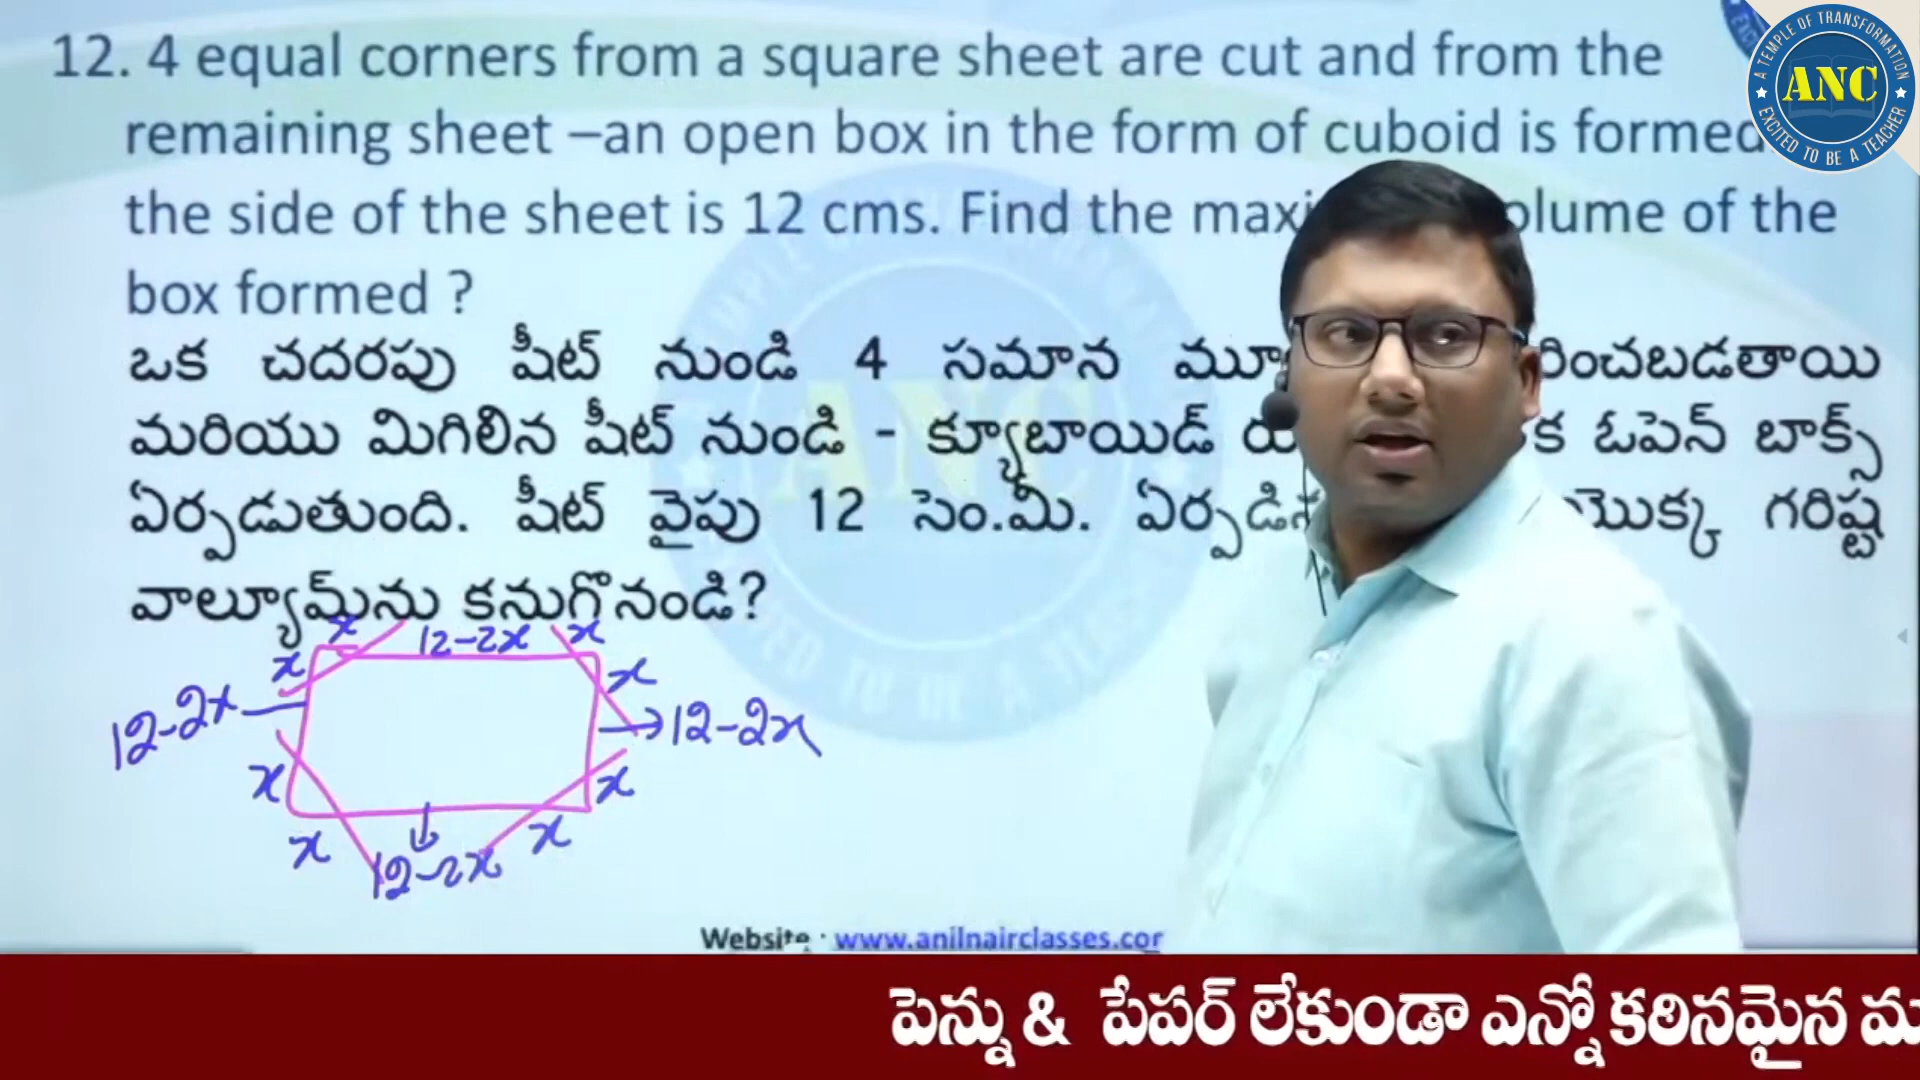 12. 4 equal corners from a square sheet are cut and from the
remaining sheet –an open box in the form of cuboid is formed.
the side of the sheet is 12 cms. Find the maxi olume of the
box formed ?
ఒక చదరపు షీట్ నుండి 4 సమాన మూ రించబడతాయి
మరియు మిగిలిన షీట్ నుండి - క్యూబాయిడ్ రు క ఓపెన్ బాక్స్
ఏర్పడుతుంది. షీట్ వైపు 12 సెం.మీ. ఏర్పడిన యొక్క గరిష్ట
వాల్యూమ్‌ను కనుగొనండి?
x 12-2x x
x x
12-2x 12-2x
x x
x x
12-2x
Website : www.anilnairclasses.cor
పెన్ను & పేపర్ లేకుండా ఎన్నో కఠినమైన మ
A TEMPLE OF TRANSFORMATION
ANC
EXCITED TO BE A TEACHER